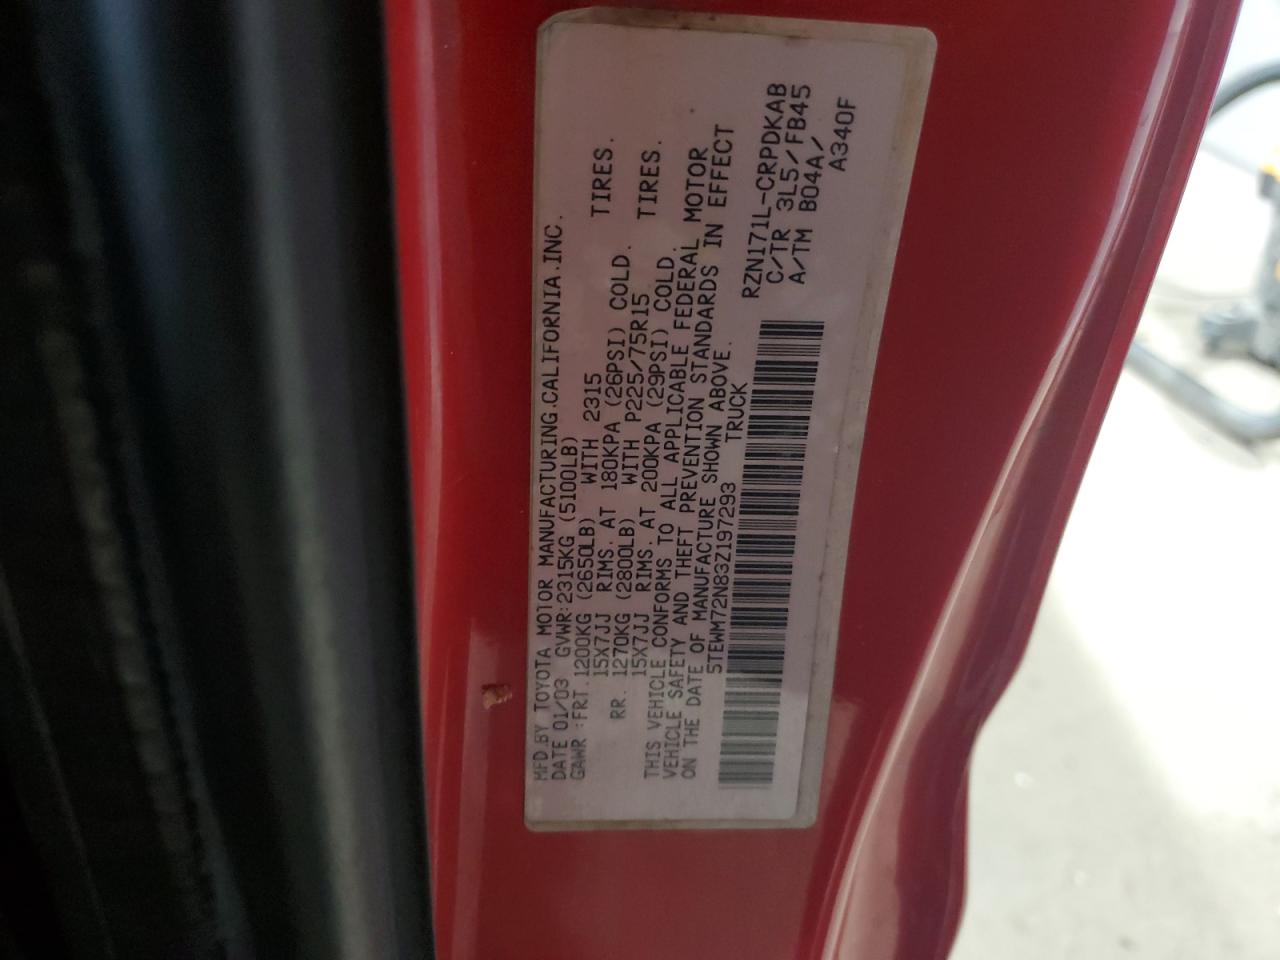 MFD.BY TOYOTA MOTOR MANUFACTURING.CALIFORNIA.INC.
DATE 01/03 GVWR:2315KG (5100LB)
GAWR :FRT.1200KG (2650LB) WITH 2315 TIRES.
15X7JJ RIMS. AT 180KPA (26PSI) COLD.
RR. 1270KG (2800LB) WITH P225/75R15 TIRES.
15X7JJ RIMS. AT 200KPA (29PSI) COLD.
THIS VEHICLE CONFORMS TO ALL APPLICABLE FEDERAL MOTOR
VEHICLE SAFETY AND THEFT PREVENTION STANDARDS IN EFFECT
ON THE DATE OF MANUFACTURE SHOWN ABOVE.
5TEWM72N83Z197293 TRUCK
RZN171L-CRPDKAB
C/TR 3L5/FB45
A/TM B04A/
A340F